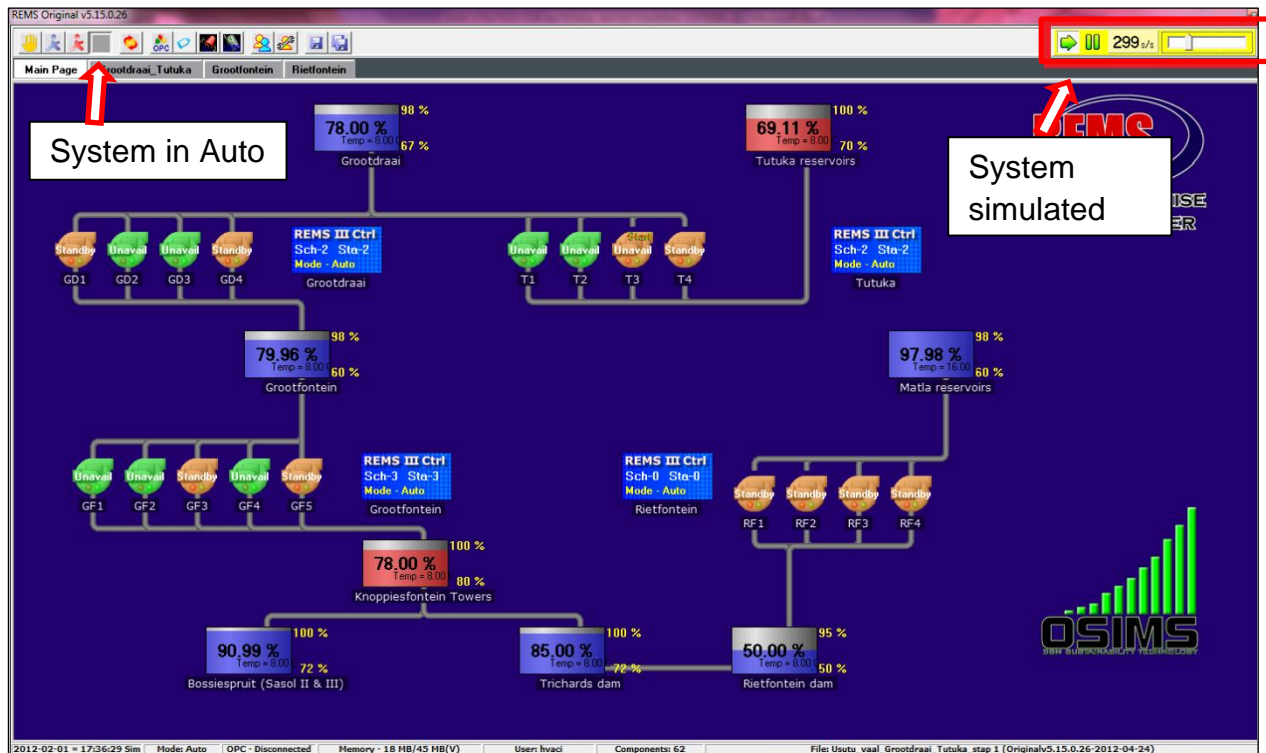 REMS Original v5.15.0.26
OPC 299 s/s
Main Page Grootdraai_Tutuka Grootfontein Rietfontein
System in Auto
System
simulated
REMS
98 %
78.00 %
Temp = 8.00
67 %
Grootdraai
100 %
69.11 %
Temp = 8.00
70 %
Tutuka reservoirs
Standby Unavail Unavail Standby
GD1 GD2 GD3 GD4
REMS III Ctrl
Sch-2 Sta-2
Mode - Auto
Grootdraai
Start
Unavail Unavail Unavail Standby
T1 T2 T3 T4
REMS III Ctrl
Sch-2 Sta-2
Mode - Auto
Tutuka
98 %
79.96 %
Temp = 8.00
60 %
Grootfontein
98 %
97.98 %
Temp = 16.00
60 %
Matla reservoirs
Unavail Unavail Standby Unavail Standby
GF1 GF2 GF3 GF4 GF5
REMS III Ctrl
Sch-3 Sta-3
Mode - Auto
Grootfontein
REMS III Ctrl
Sch-0 Sta-0
Mode - Auto
Rietfontein
Standby Standby Standby Standby
RF1 RF2 RF3 RF4
100 %
78.00 %
Temp = 8.00
80 %
Knoppiesfontein Towers
100 %
90.99 %
Temp = 8.00
72 %
Bossiespruit (Sasol II & III)
100 %
85.00 %
Temp = 8.00
72 %
Trichards dam
95 %
50.00 %
Temp = 8.00
50 %
Rietfontein dam
OSIMS
2012-02-01 = 17:36:29 Sim Mode: Auto OPC - Disconnected Memory - 18 MB/45 MB(V) User: hvaci Components: 62 File: Usutu_vaal_Grootdraai_Tutuka_stap 1 (Originalv5.15.0.26-2012-04-24)